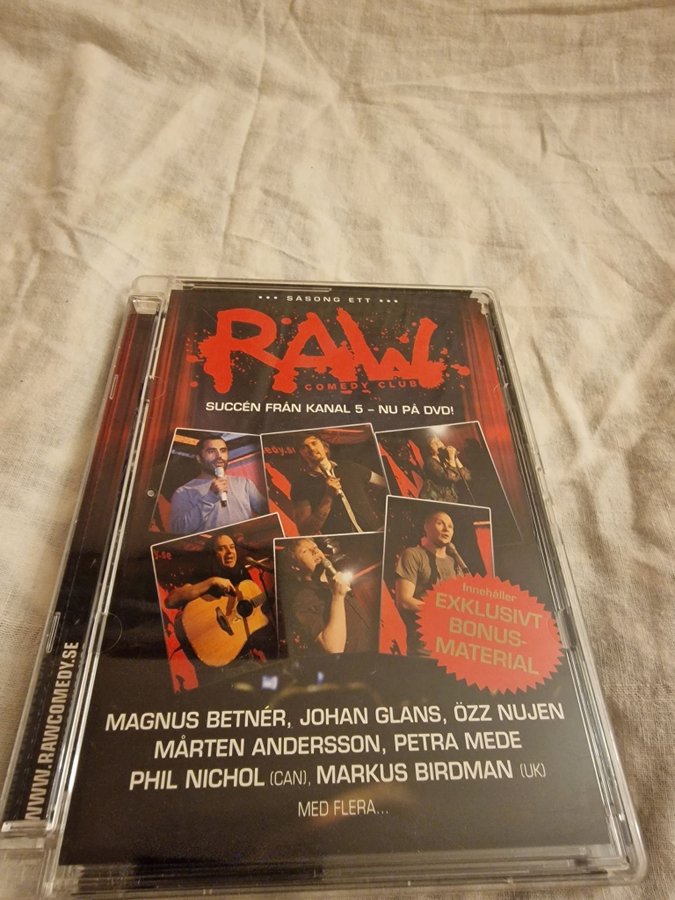 ••• SÄSONG ETT •••
RAW
COMEDY CLUB
SUCCÉN FRÅN KANAL 5 – NU PÅ DVD!
Innehåller
EXKLUSIVT
BONUS-
MATERIAL
MAGNUS BETNÉR, JOHAN GLANS, ÖZZ NUJEN
MÅRTEN ANDERSSON, PETRA MEDE
PHIL NICHOL (CAN), MARKUS BIRDMAN (UK)
MED FLERA...
WWW.RAWCOMEDY.SE